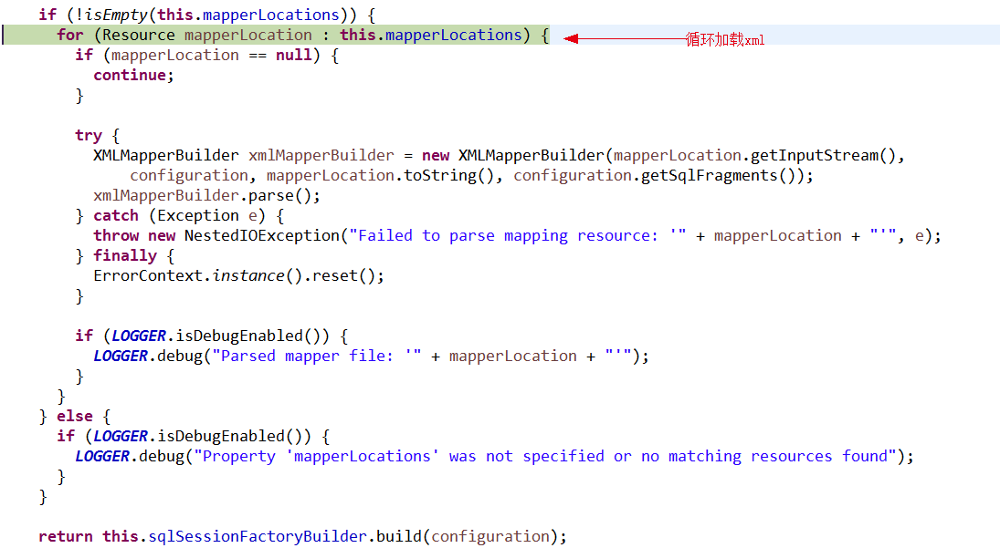 if (!isEmpty(this.mapperLocations)) {
for (Resource mapperLocation : this.mapperLocations) { 循环加载xml
if (mapperLocation == null) {
continue;
}
try {
XMLMapperBuilder xmlMapperBuilder = new XMLMapperBuilder(mapperLocation.getInputStream(),
configuration, mapperLocation.toString(), configuration.getSqlFragments());
xmlMapperBuilder.parse();
} catch (Exception e) {
throw new NestedIOException("Failed to parse mapping resource: '" + mapperLocation + "'", e);
} finally {
ErrorContext.instance().reset();
}
if (LOGGER.isDebugEnabled()) {
LOGGER.debug("Parsed mapper file: '" + mapperLocation + "'");
}
}
} else {
if (LOGGER.isDebugEnabled()) {
LOGGER.debug("Property 'mapperLocations' was not specified or no matching resources found");
}
}
return this.sqlSessionFactoryBuilder.build(configuration);